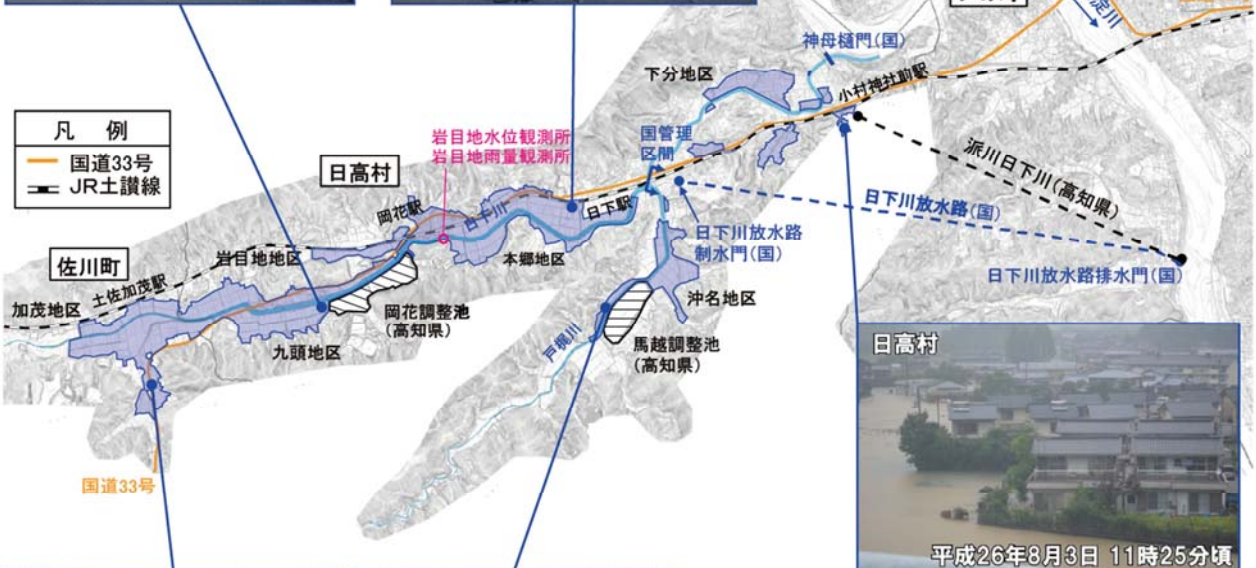 淀川
神母樋門(国)
下分地区
小村神社前駅
凡 例
国道33号
JR土讃線
岩目地水位観測所
岩目地雨量観測所
国管理
区間
日高村
派川日下川(高知県)
岡花駅
日下川
日下駅
日下川放水路(国)
日下川放水路
制水門(国)
岩目地地区
本郷地区
佐川町
土佐加茂駅
加茂地区
日下川放水路排水門(国)
沖名地区
岡花調整池
(高知県)
九頭地区
戸梶川
馬越調整池
(高知県)
日高村
国道33号
平成26年8月3日 11時25分頃